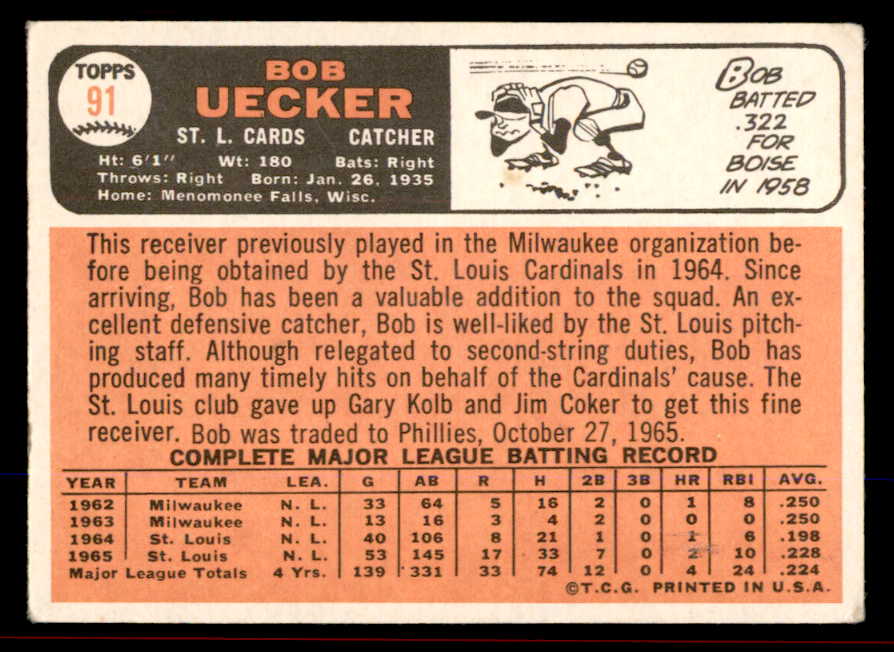 TOPPS
91
BOB
UECKER
ST. L. CARDS CATCHER
Ht: 6'1" Wt: 180 Bats: Right
Throws: Right Born: Jan. 26, 1935
Home: Menomonee Falls, Wisc.
BOB
BATTED
.322
FOR
BOISE
IN 1958
This receiver previously played in the Milwaukee organization be-
fore being obtained by the St. Louis Cardinals in 1964. Since
arriving, Bob has been a valuable addition to the squad. An ex-
cellent defensive catcher, Bob is well-liked by the St. Louis pitch-
ing staff. Although relegated to second-string duties, Bob has
produced many timely hits on behalf of the Cardinals' cause. The
St. Louis club gave up Gary Kolb and Jim Coker to get this fine
receiver. Bob was traded to Phillies, October 27, 1965.
COMPLETE MAJOR LEAGUE BATTING RECORD
YEAR TEAM LEA. G AB R H 2B 3B HR RBI AVG.
1962 Milwaukee N. L. 33 64 5 16 2 0 1 8 .250
1963 Milwaukee N. L. 13 16 3 4 2 0 0 0 .250
1964 St. Louis N. L. 40 106 8 21 1 0 1 6 .198
1965 St. Louis N. L. 53 145 17 33 7 0 2 10 .228
Major League Totals 4 Yrs. 139 331 33 74 12 0 4 24 .224
©T.C.G. PRINTED IN U.S.A.